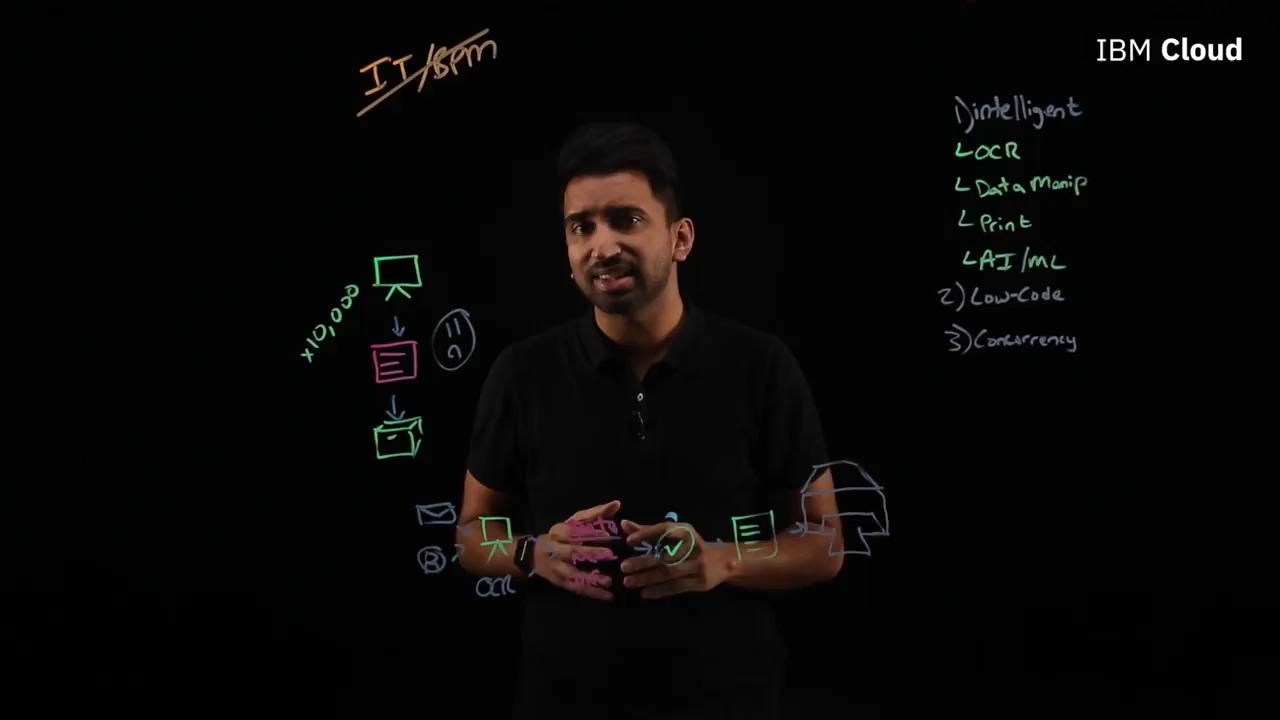 IT/BPM
IBM Cloud
1) intelligent
OCR
Data Manip
Print
AI/ML
2) Low-Code
3) Concurrency
x10,000
OCR